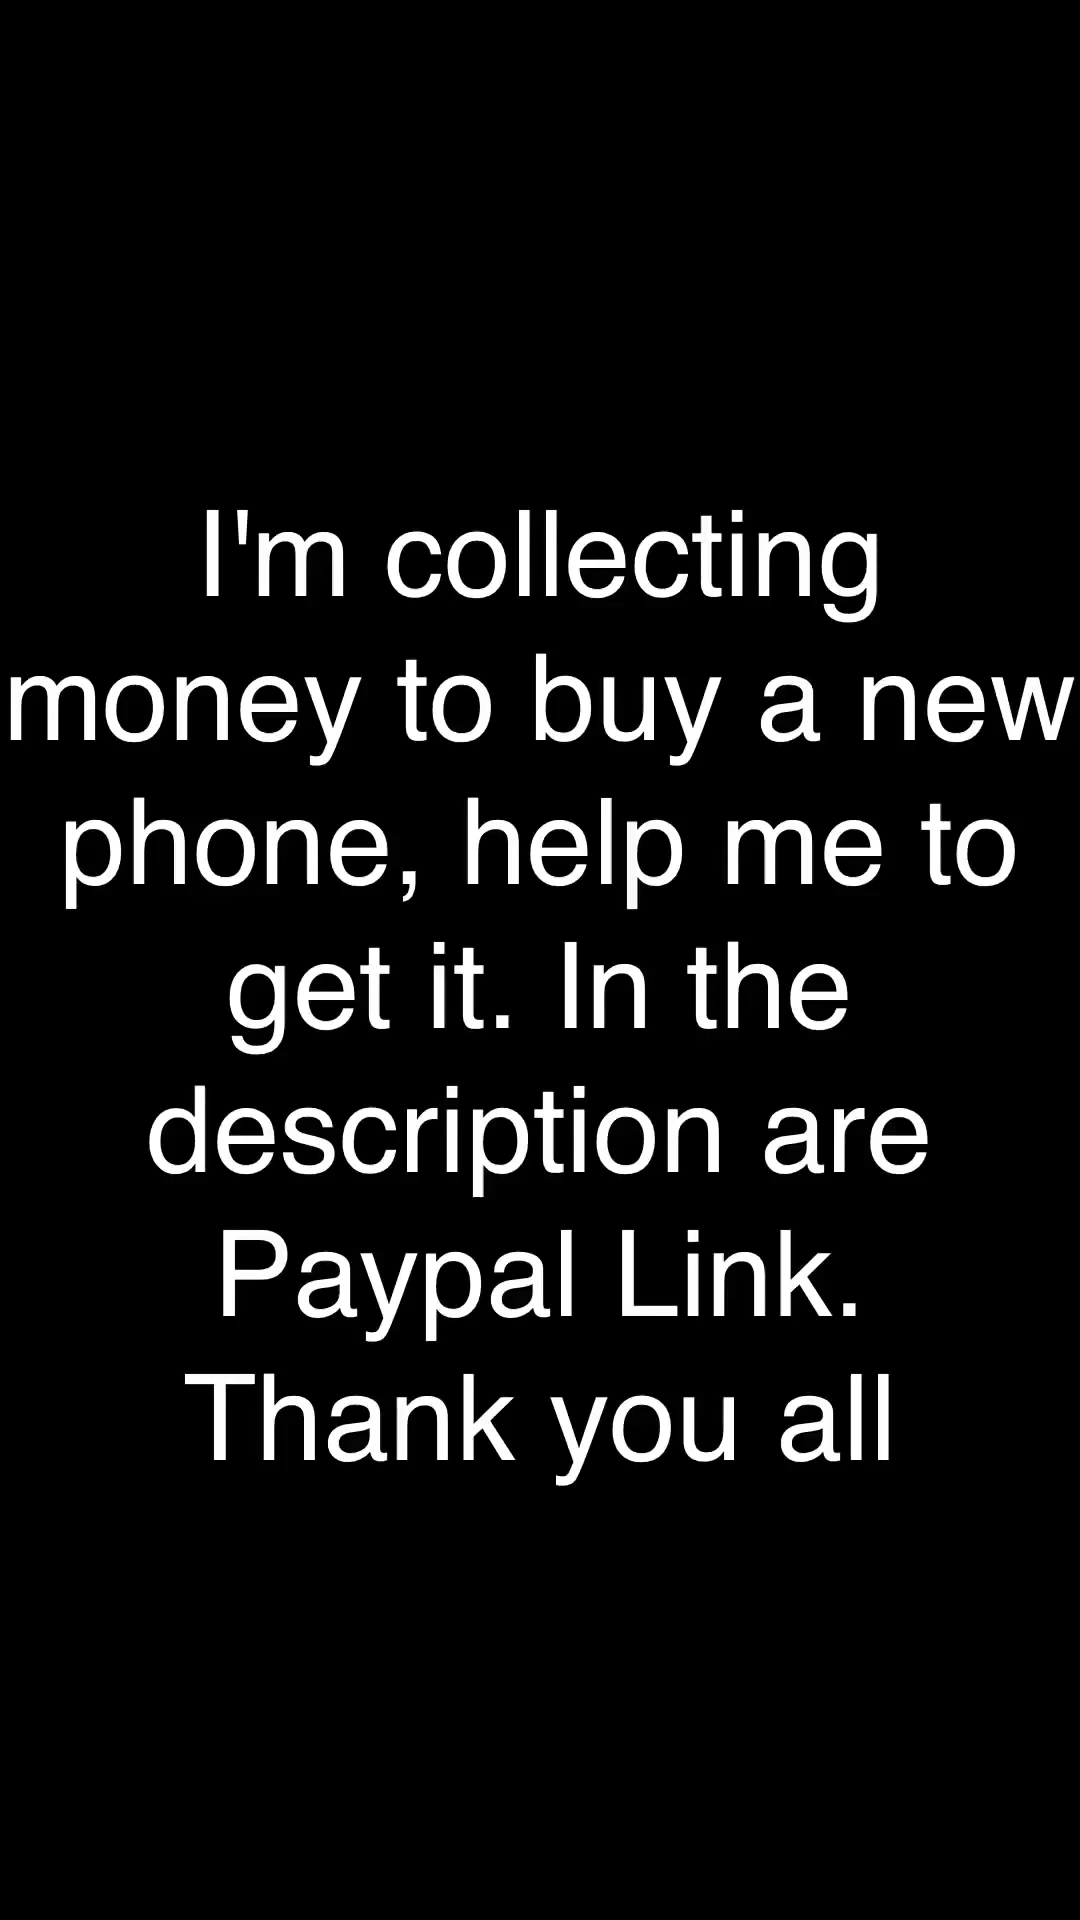 I'm collecting
money to buy a new
phone, help me to
get it. In the
description are
Paypal Link.
Thank you all